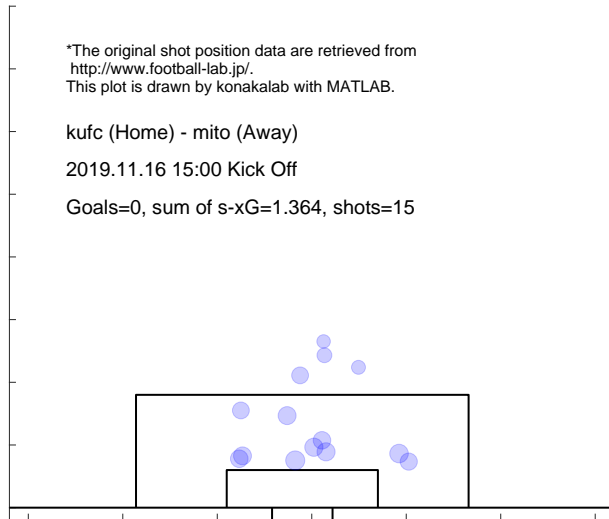 *The original shot position data are retrieved from
http://www.football-lab.jp/.
This plot is drawn by konakalab with MATLAB.
kufc (Home) - mito (Away)
2019.11.16 15:00 Kick Off
Goals=0, sum of s-xG=1.364, shots=15